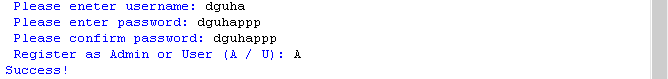 Please eneter username: dguha
Please enter password: dguhappp
Please confirm password: dguhappp
Register as Admin or User (A / U): A
Success!